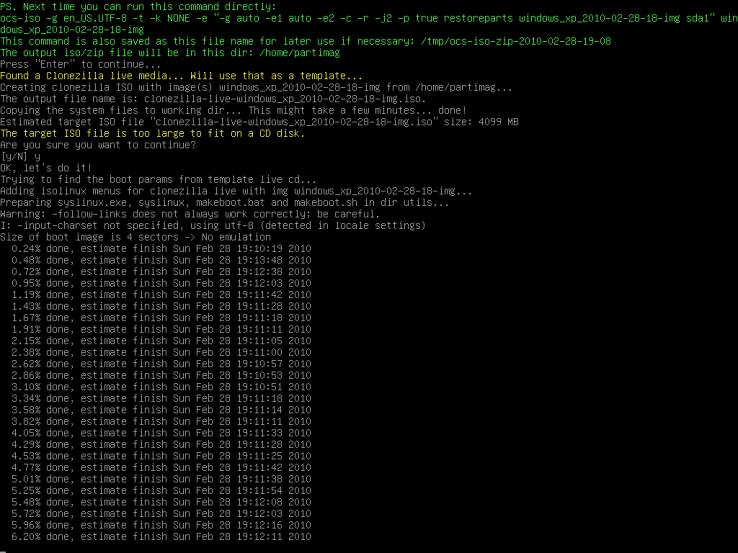 PS. Next time you can run this command directly:
ocs-iso -g en_US.UTF-8 -t -k NONE -e "-g auto -e1 auto -e2 -c -r -j2 -p true restoreparts windows_xp_2010-02-28-18-img sda1" win
dows_xp_2010-02-28-18-img
This command is also saved as this file name for later use if necessary: /tmp/ocs-iso-zip-2010-02-28-19-08
The output iso/zip file will be in this dir: /home/partimag
Press "Enter" to continue...
Found a Clonezilla live media... Will use that as a template...
Creating clonezilla ISO with image(s) windows_xp_2010-02-28-18-img from /home/partimag...
The output file name is: clonezilla-live-windows_xp_2010-02-28-18-img.iso.
Copying the system files to working dir... This might take a few minutes... done!
Estimated target ISO file "clonezilla-live-windows_xp_2010-02-28-18-img.iso" size: 4099 MB
The target ISO file is too large to fit on a CD disk.
Are you sure you want to continue?
[y/N] y
OK, let's do it!
Trying to find the boot params from template live cd...
Adding isolinux menus for clonezilla live with img windows_xp_2010-02-28-18-img...
Preparing syslinux.exe, syslinux, makeboot.bat and makeboot.sh in dir utils...
Warning: -follow-links does not always work correctly; be careful.
I: -input-charset not specified, using utf-8 (detected in locale settings)
Size of boot image is 4 sectors -> No emulation
0.24% done, estimate finish Sun Feb 28 19:10:19 2010
0.48% done, estimate finish Sun Feb 28 19:13:48 2010
0.72% done, estimate finish Sun Feb 28 19:12:38 2010
0.95% done, estimate finish Sun Feb 28 19:12:03 2010
1.19% done, estimate finish Sun Feb 28 19:11:42 2010
1.43% done, estimate finish Sun Feb 28 19:11:28 2010
1.67% done, estimate finish Sun Feb 28 19:11:18 2010
1.91% done, estimate finish Sun Feb 28 19:11:11 2010
2.15% done, estimate finish Sun Feb 28 19:11:05 2010
2.38% done, estimate finish Sun Feb 28 19:11:00 2010
2.62% done, estimate finish Sun Feb 28 19:10:57 2010
2.86% done, estimate finish Sun Feb 28 19:10:53 2010
3.10% done, estimate finish Sun Feb 28 19:10:51 2010
3.34% done, estimate finish Sun Feb 28 19:11:18 2010
3.58% done, estimate finish Sun Feb 28 19:11:14 2010
3.82% done, estimate finish Sun Feb 28 19:11:11 2010
4.05% done, estimate finish Sun Feb 28 19:11:33 2010
4.29% done, estimate finish Sun Feb 28 19:11:28 2010
4.53% done, estimate finish Sun Feb 28 19:11:25 2010
4.77% done, estimate finish Sun Feb 28 19:11:42 2010
5.01% done, estimate finish Sun Feb 28 19:11:38 2010
5.25% done, estimate finish Sun Feb 28 19:11:54 2010
5.48% done, estimate finish Sun Feb 28 19:12:08 2010
5.72% done, estimate finish Sun Feb 28 19:12:03 2010
5.96% done, estimate finish Sun Feb 28 19:12:16 2010
6.20% done, estimate finish Sun Feb 28 19:12:11 2010